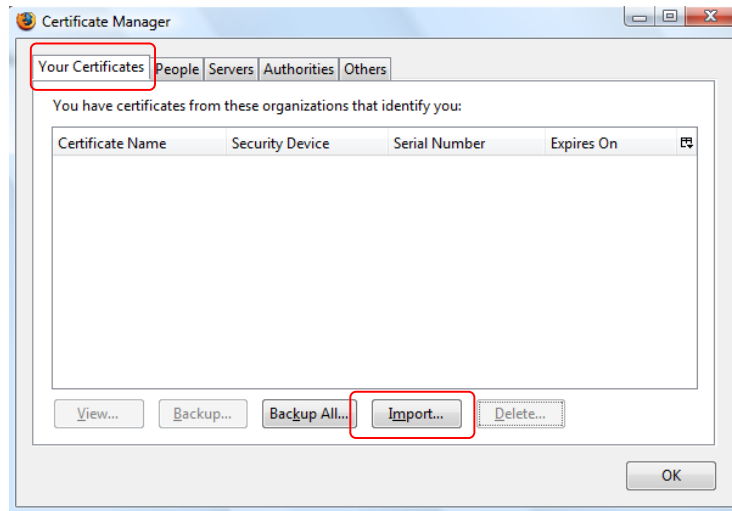 Certificate Manager
Your Certificates People Servers Authorities Others
You have certificates from these organizations that identify you:
Certificate Name Security Device Serial Number Expires On
View... Backup... Backup All... Import... Delete...
OK